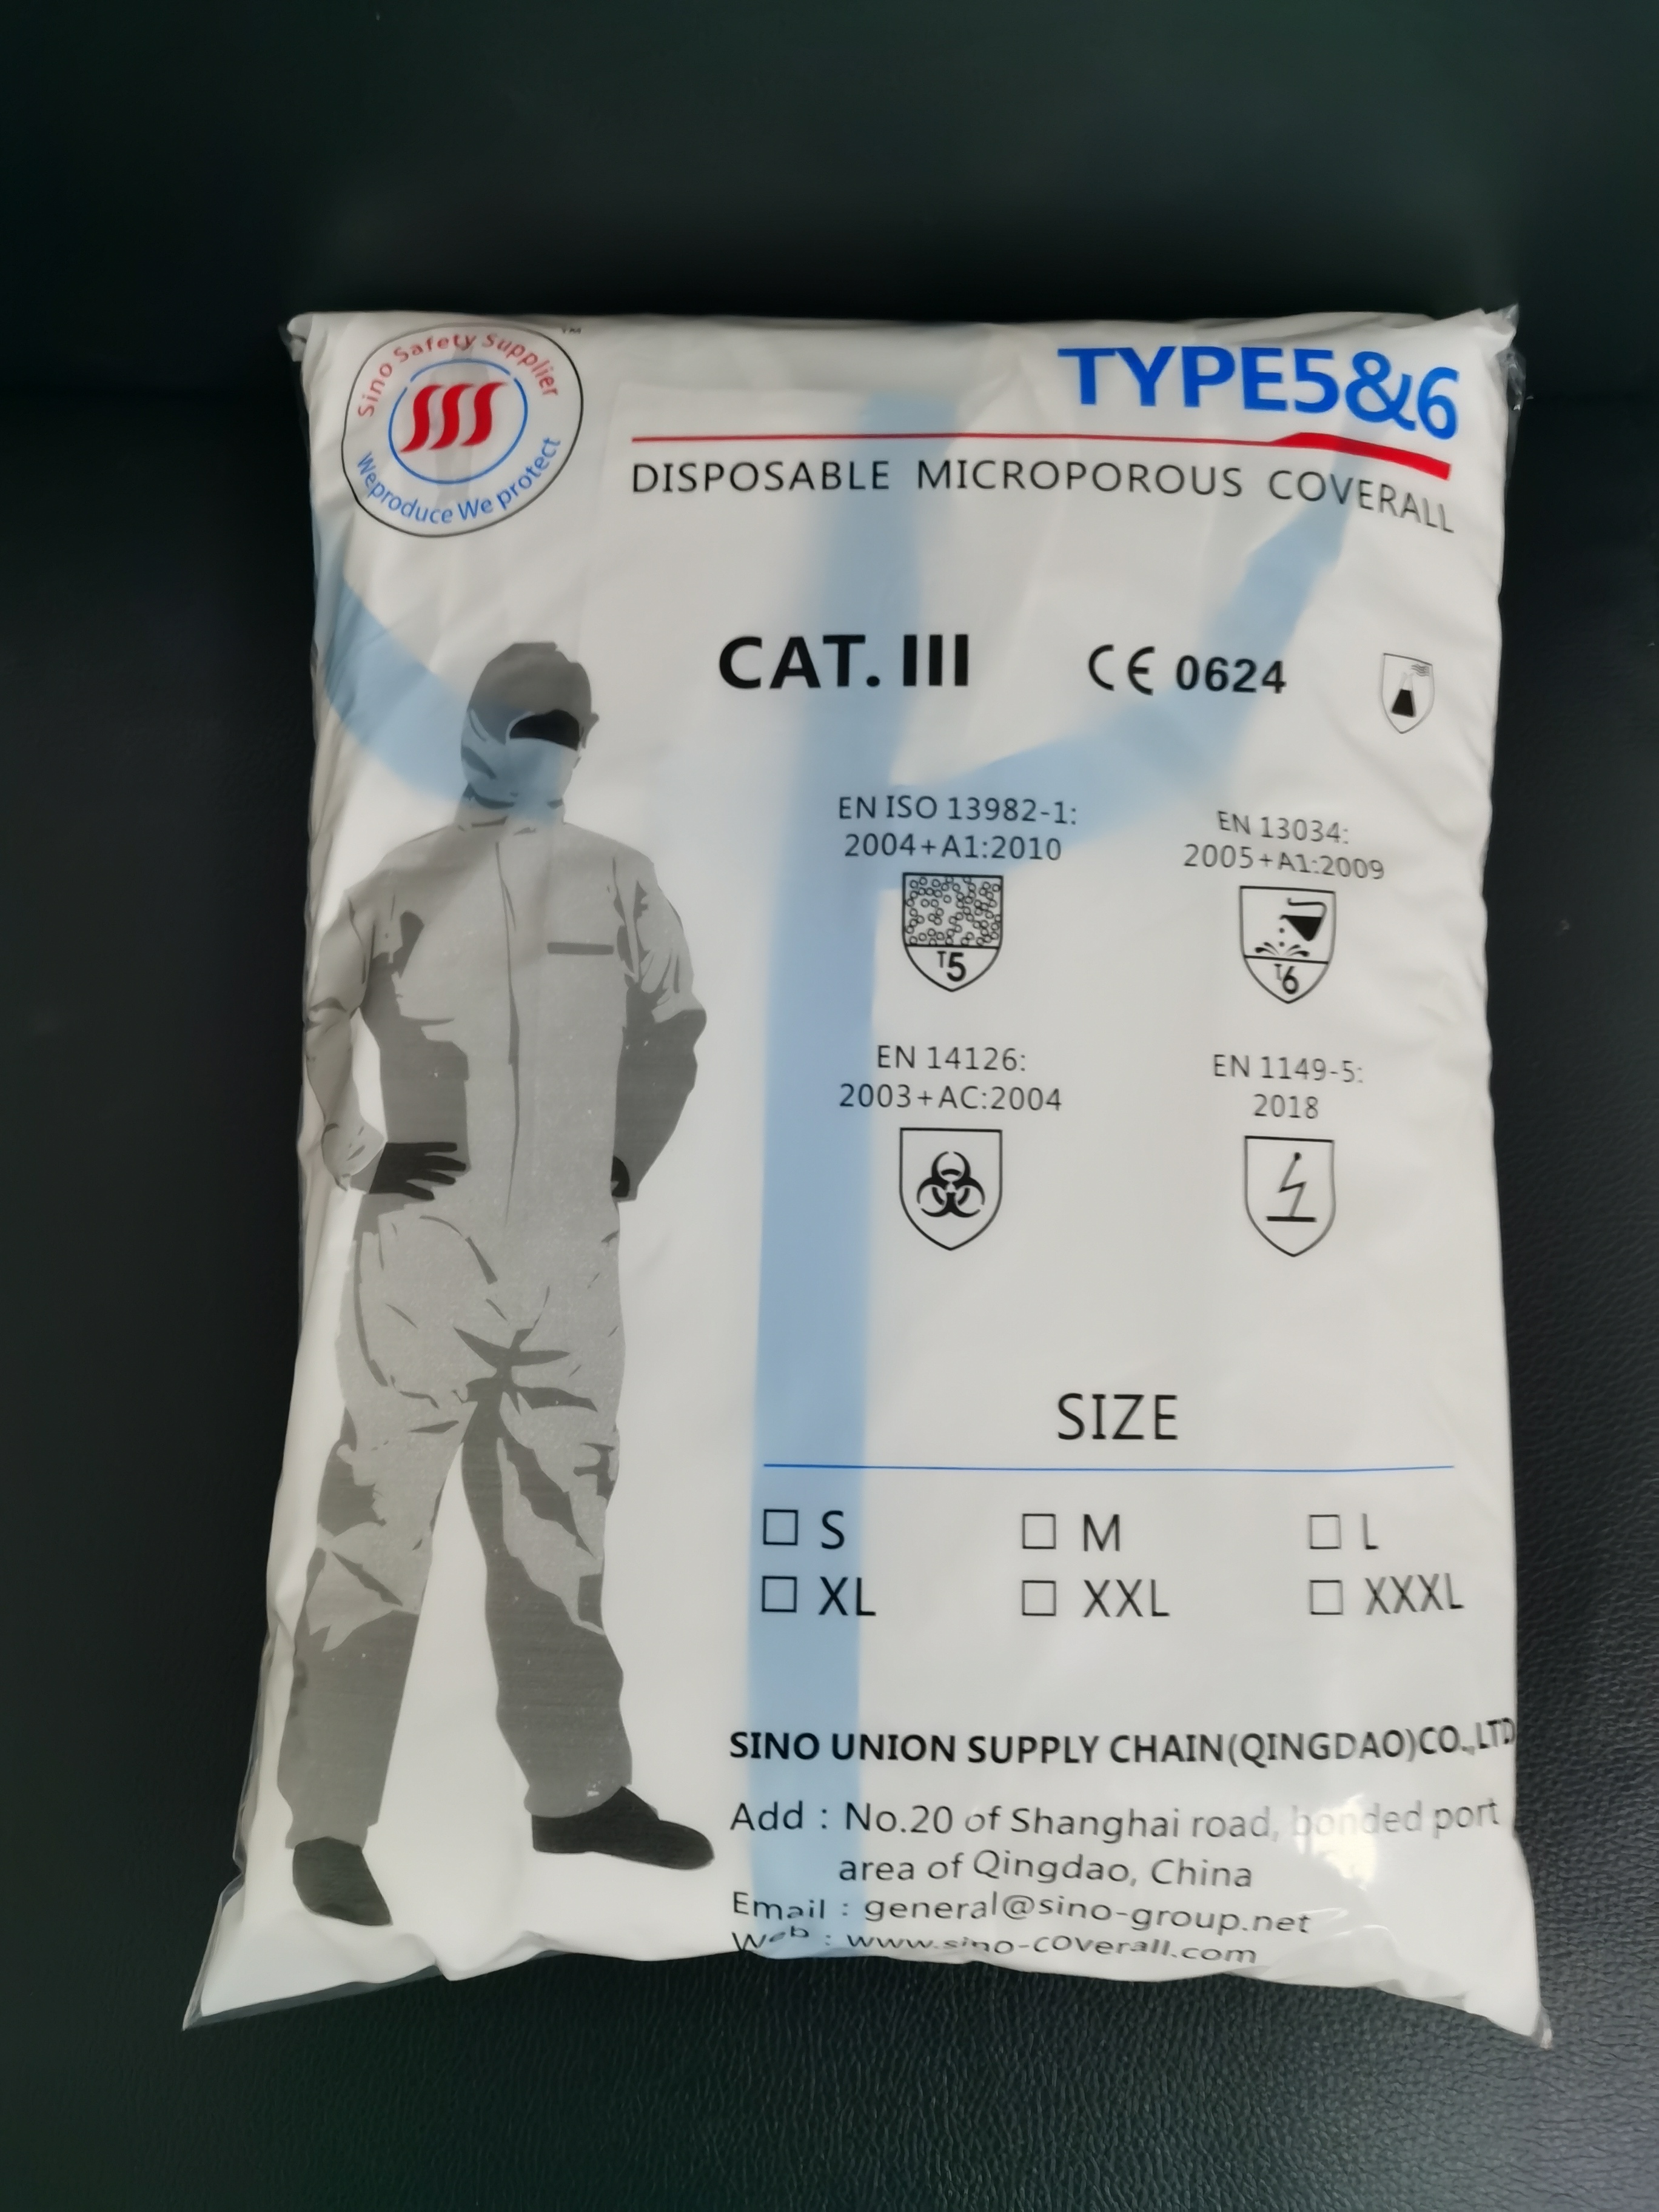 Sino Safety Supplier
TM
SSS
Weproduce We protect
TYPE5&6
DISPOSABLE MICROPOROUS COVERALL
CAT. III
CE 0624
EN ISO 13982-1:
2004+A1:2010
T5
EN 13034:
2005+A1:2009
T6
EN 14126:
2003+AC:2004
EN 1149-5:
2018
SIZE
S M L
XL XXL XXXL
SINO UNION SUPPLY CHAIN(QINGDAO)CO.,LTD
Add : No.20 of Shanghai road, bonded port
area of Qingdao, China
Email : general@sino-group.net
Web : www.sino-coverall.com